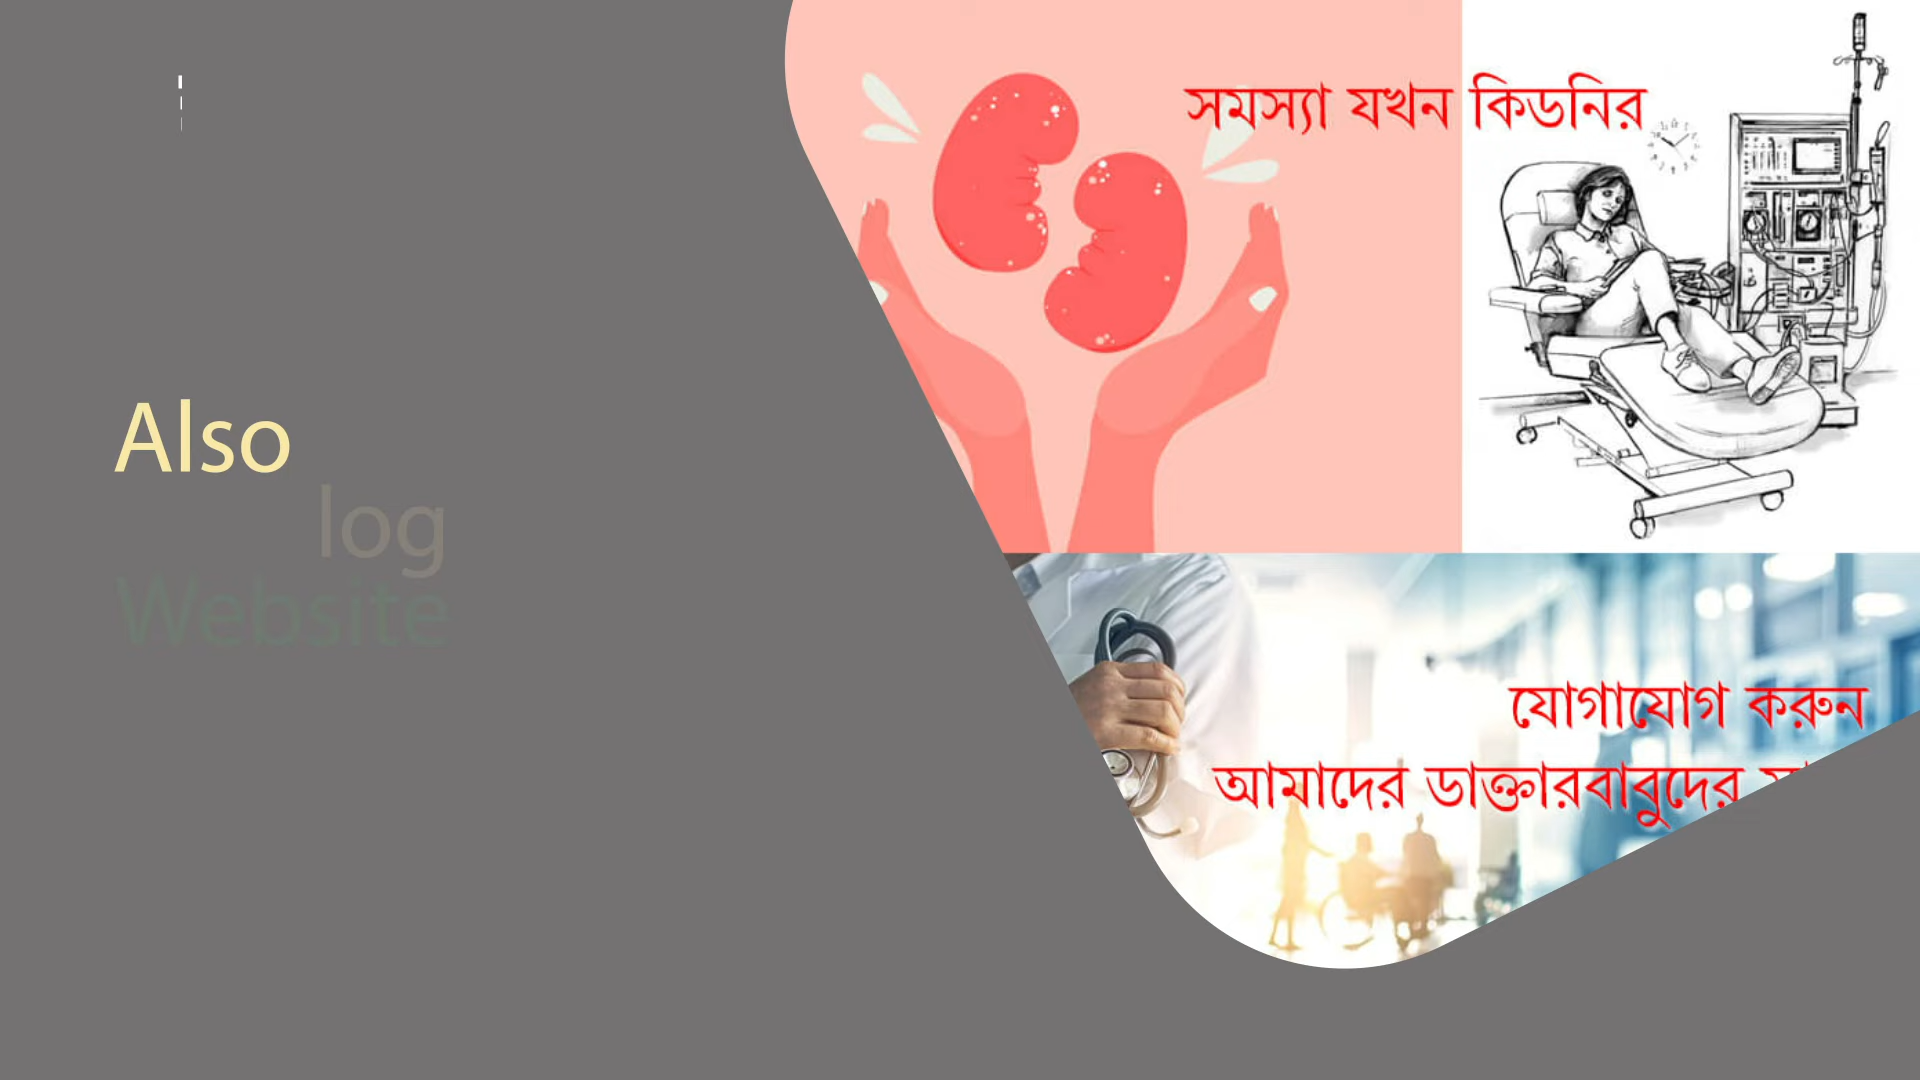 সমস্যা যখন কিডনির
Also
log
Website
যোগাযোগ করুন
আমাদের ডাক্তারবাবুদের